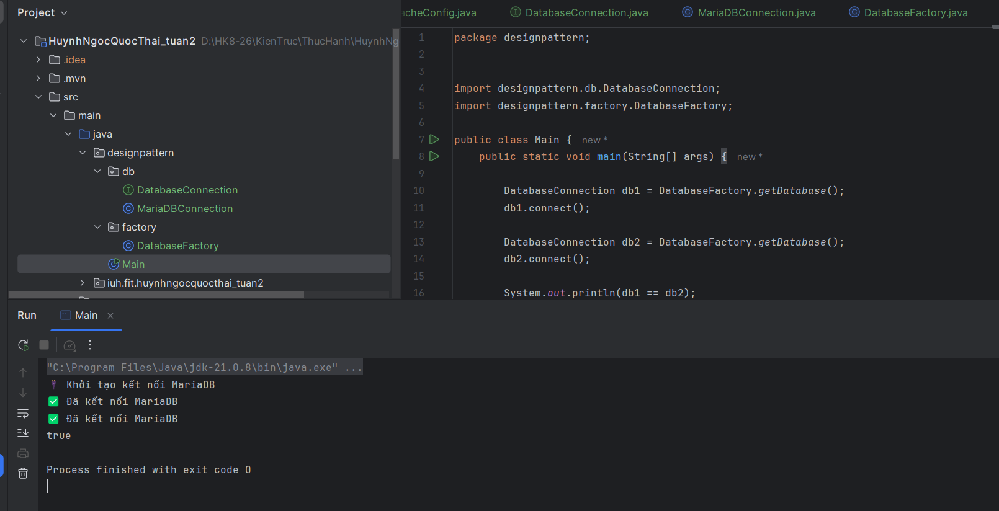 Project
HuynhNgocQuocThai_tuan2 D:\HK8-26\KienTruc\ThucHanh\HuynhNg
.idea
.mvn
src
main
java
designpattern
db
DatabaseConnection
MariaDBConnection
factory
DatabaseFactory
Main
iuh.fit.huynhngocquocthai_tuan2
acheConfig.java DatabaseConnection.java MariaDBConnection.java DatabaseFactory.java
1 package designpattern;
2
3
4 import designpattern.db.DatabaseConnection;
5 import designpattern.factory.DatabaseFactory;
6
7 public class Main { new *
8 public static void main(String[] args) { new *
9
10 DatabaseConnection db1 = DatabaseFactory.getDatabase();
11 db1.connect();
12
13 DatabaseConnection db2 = DatabaseFactory.getDatabase();
14 db2.connect();
15
16 System.out.println(db1 == db2);
Run Main
"C:\Program Files\Java\jdk-21.0.8\bin\java.exe" ...
Khởi tạo kết nối MariaDB
✅ Đã kết nối MariaDB
✅ Đã kết nối MariaDB
true
Process finished with exit code 0